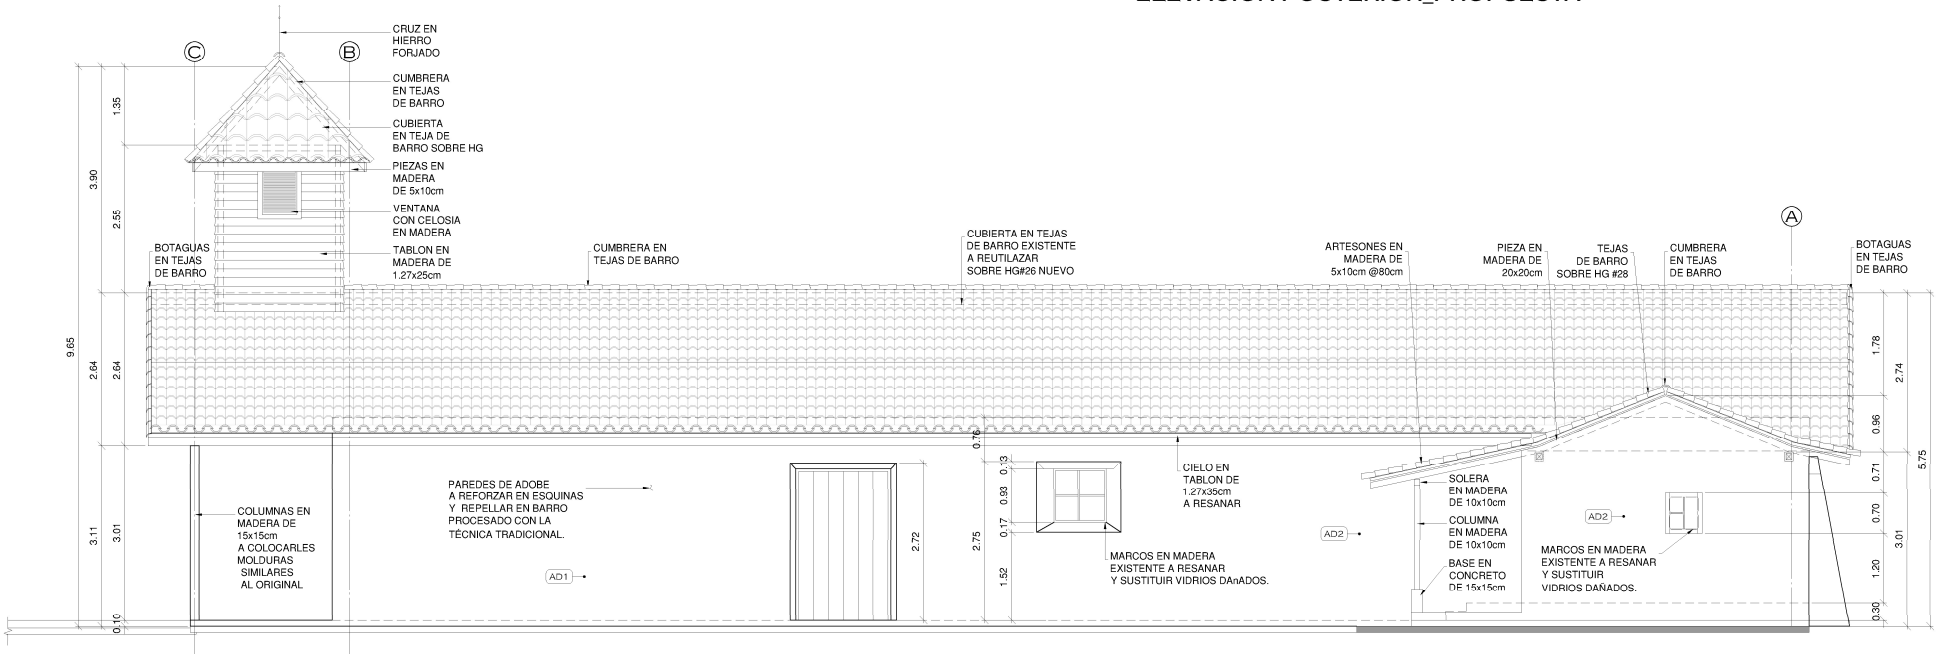 ELEVACION POSTERIOR_PROPUESTA
C
B
CRUZ EN
HIERRO
FORJADO
CUMBRERA
EN TEJAS
DE BARRO
CUBIERTA
EN TEJA DE
BARRO SOBRE HG
PIEZAS EN
MADERA
DE 5x10cm
VENTANA
CON CELOSIA
EN MADERA
TABLON EN
MADERA DE
1.27x25cm
BOTAGUAS
EN TEJAS
DE BARRO
CUMBRERA EN
TEJAS DE BARRO
CUBIERTA EN TEJAS
DE BARRO EXISTENTE
A REUTILAZAR
SOBRE HG#26 NUEVO
ARTESONES EN
MADERA DE
5x10cm @80cm
PIEZA EN
MADERA DE
20x20cm
TEJAS
DE BARRO
SOBRE HG #28
CUMBRERA
EN TEJAS
DE BARRO
A
BOTAGUAS
EN TEJAS
DE BARRO
1.35
3.90
2.55
9.65
2.64
2.64
3.11
3.01
0.10
COLUMNAS EN
MADERA DE
15x15cm
A COLOCARLES
MOLDURAS
SIMILARES
AL ORIGINAL
PAREDES DE ADOBE
A REFORZAR EN ESQUINAS
Y REPELLAR EN BARRO
PROCESADO CON LA
TÉCNICA TRADICIONAL.
AD1
2.72
0.76
2.75
0.13
0.93
0.17
1.52
CIELO EN
TABLON DE
1.27x35cm
A RESANAR
MARCOS EN MADERA
EXISTENTE A RESANAR
Y SUSTITUIR VIDRIOS DAnADOS.
AD2
SOLERA
EN MADERA
DE 10x10cm
COLUMNA
EN MADERA
DE 10x10cm
BASE EN
CONCRETO
DE 15x15cm
AD2
MARCOS EN MADERA
EXISTENTE A RESANAR
Y SUSTITUIR
VIDRIOS DAÑADOS.
1.78
2.74
0.96
5.75
0.71
0.70
3.01
1.20
0.30